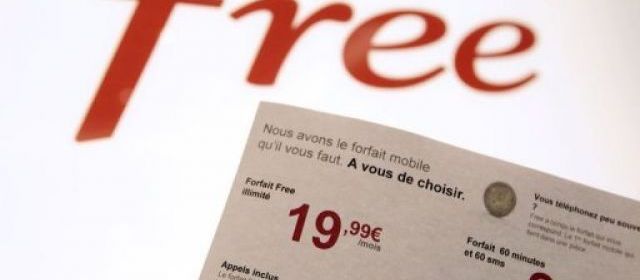 Free
Nous avons le forfait mobile
qu'il vous faut. A vous de choisir.
Forfait Free
illimité
19,99€
/mois
Appels inclus
Vous téléphonez peu
?
Forfait 60 minutes
et 60 sms